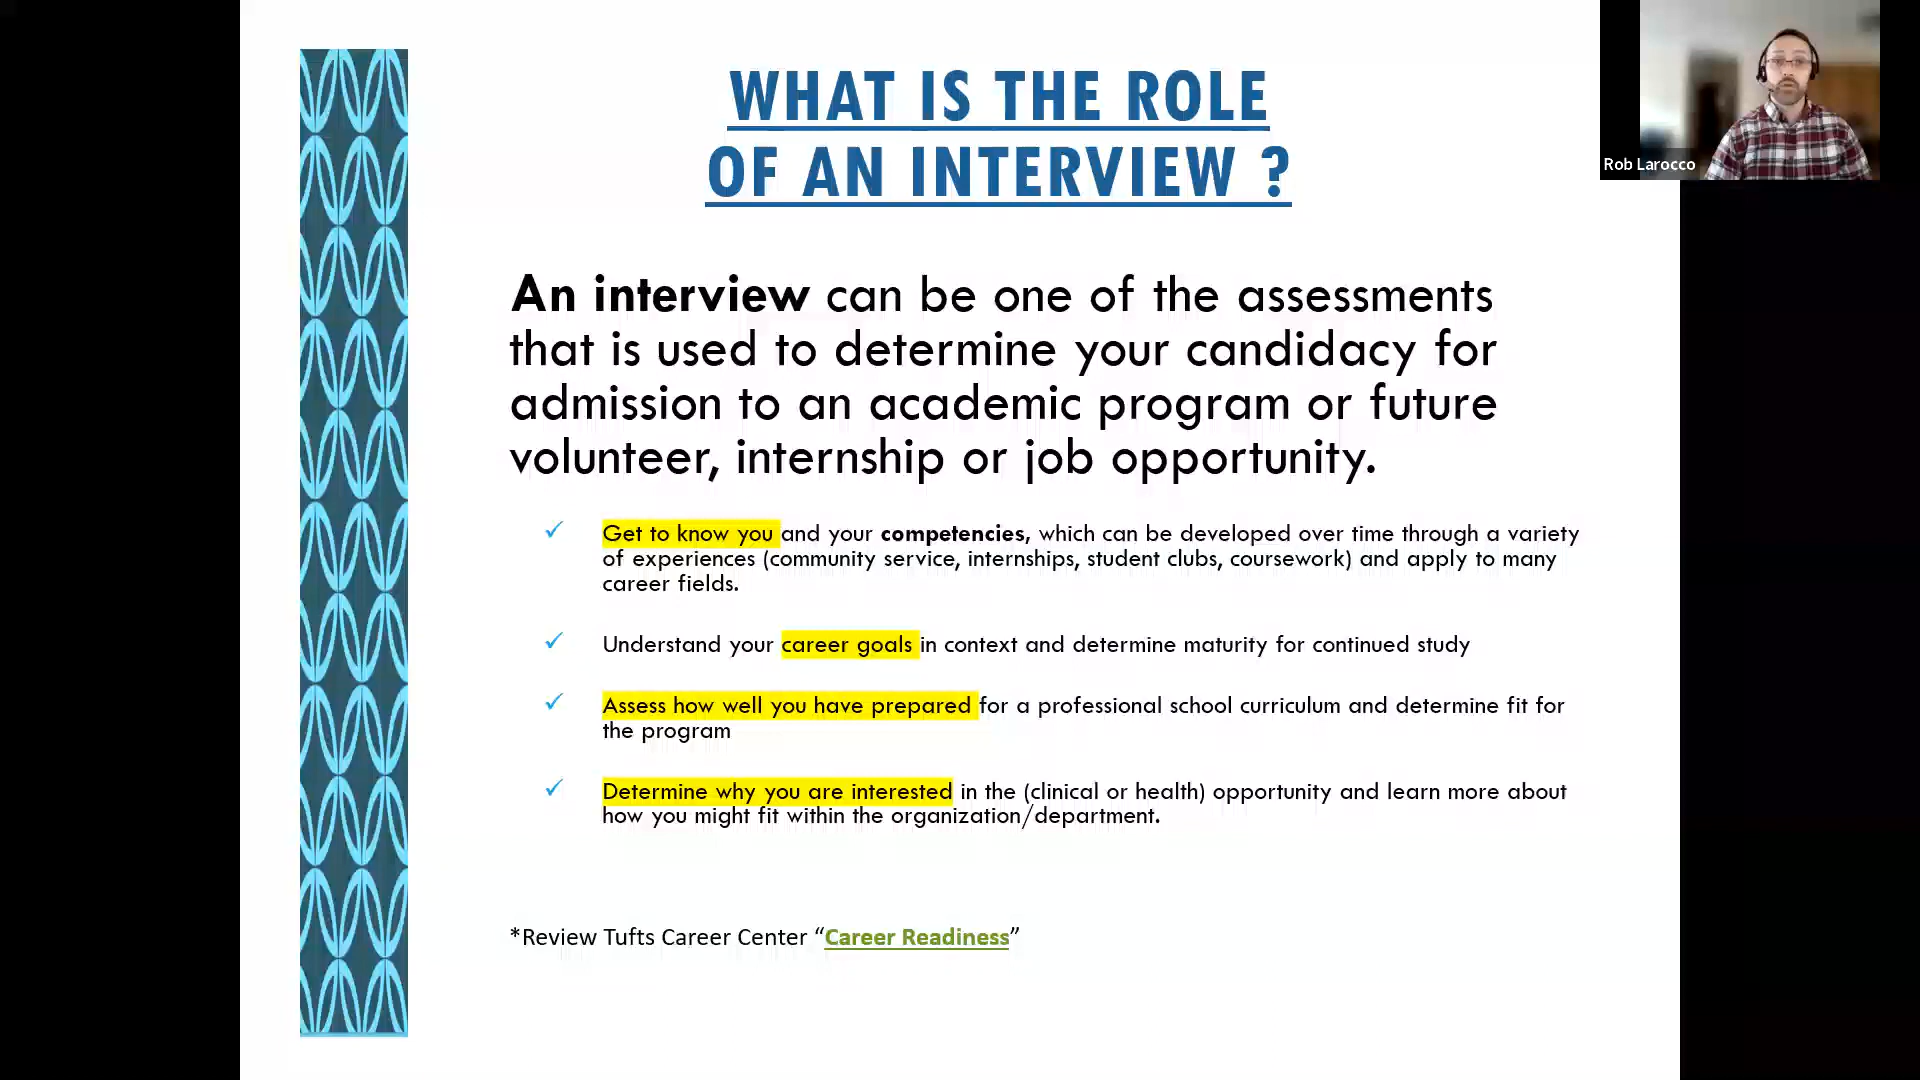 WHAT IS THE ROLE
OF AN INTERVIEW ?
Rob Larocco
An interview can be one of the assessments
that is used to determine your candidacy for
admission to an academic program or future
volunteer, internship or job opportunity.
Get to know you and your competencies, which can be developed over time through a variety
of experiences (community service, internships, student clubs, coursework) and apply to many
career fields.
Understand your career goals in context and determine maturity for continued study
Assess how well you have prepared for a professional school curriculum and determine fit for
the program
Determine why you are interested in the (clinical or health) opportunity and learn more about
how you might fit within the organization/department.
*Review Tufts Career Center “Career Readiness”